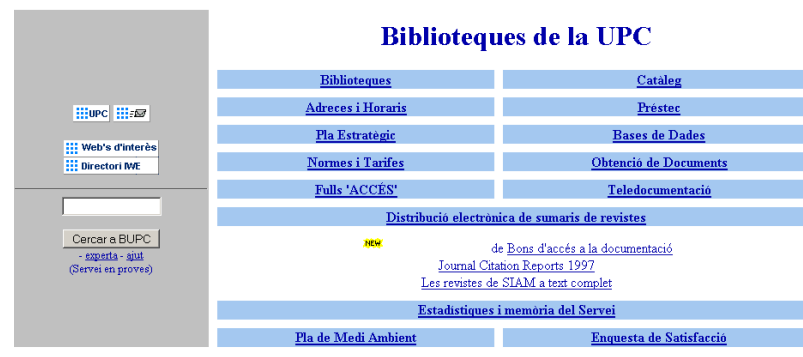 Biblioteques de la UPC
Biblioteques Catàleg
Adreces i Horaris Préstec
UPC
Pla Estratègic Bases de Dades
Web's d'interès
Directori IWE
Normes i Tarifes Obtenció de Documents
Fulls 'ACCÉS' Teledocumentació
Distribució electrònica de sumaris de revistes
Cercar a BUPC
- experta - ajut
(Servei en proves)
NEW de Bons d'accés a la documentació
Journal Citation Reports 1997
Les revistes de SIAM a text complet
Estadístiques i memòria del Servei
Pla de Medi Ambient Enquesta de Satisfacció